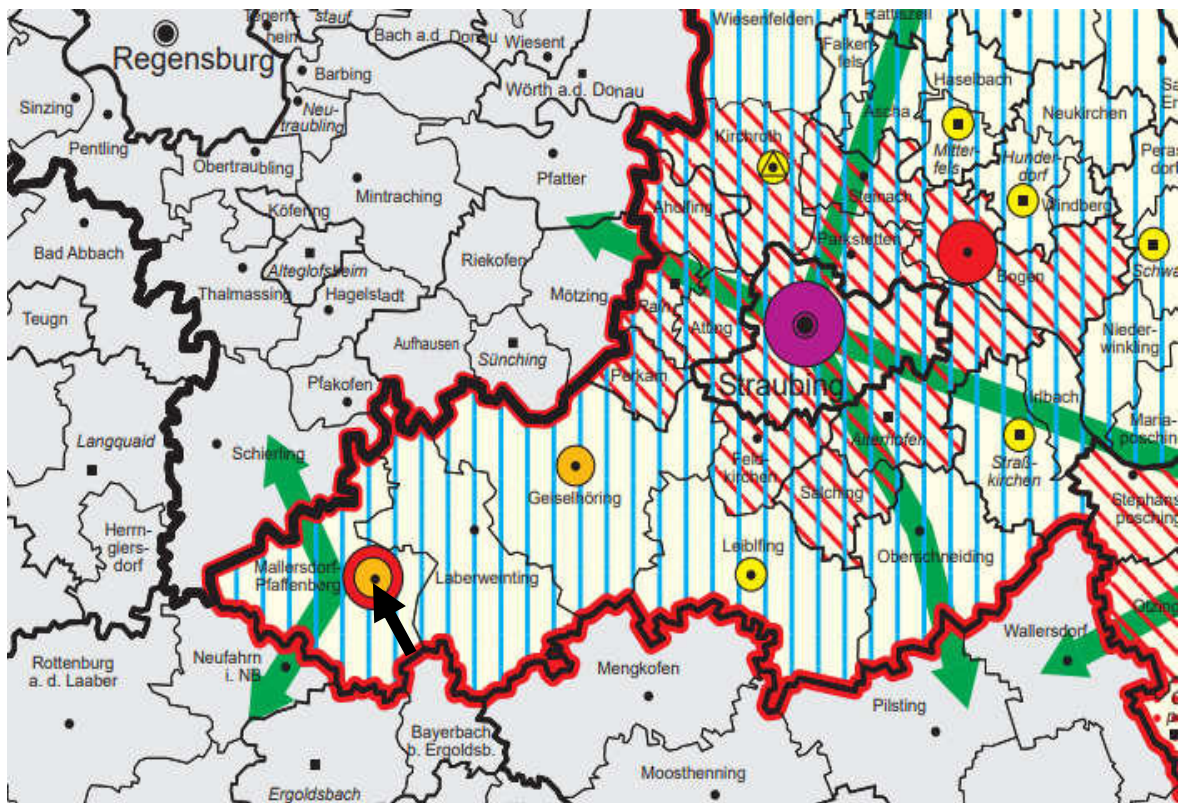 Tegern-
heim
stauf
Bach a.d Donau
Wiesent
Wiesenfelden
Rattiszell
Regensburg
Falken-
fels
Barbing
Wörth a.d. Donau
Haselbach
Sinzing
Neu-
traubling
Ascha
Neukirchen
Pentling
Kirchroth
Mitter-
fels
Hunder-
dorf
Obertraubling
Pfatter
Mintraching
Steinach
Windberg
Köfering
Aholfing
Parkstetten
Bad Abbach
Alteglofsheim
Riekofen
Bogen
Thalmassing
Hagelstadt
Mötzing
Rain
Atting
Teugn
Aufhausen
Sünching
Nieder-
winkling
Pfakofen
Perkam
Straubing
Irlbach
Langquaid
Schierling
Aiterhofen
Maria-
posching
Geiselhöring
Feld-
kirchen
Straß-
kirchen
Salching
Stephans-
posching
Herrn-
giers-
dorf
Mallersdorf-
Pfaffenberg
Laberweinting
Leiblfing
Oberschneiding
Otzing
Rottenburg
a. d. Laaber
Neufahrn
i. NB
Wallersdorf
Mengkofen
Pilsting
Bayerbach
b. Ergoldsb.
Moosthenning
Ergoldsbach